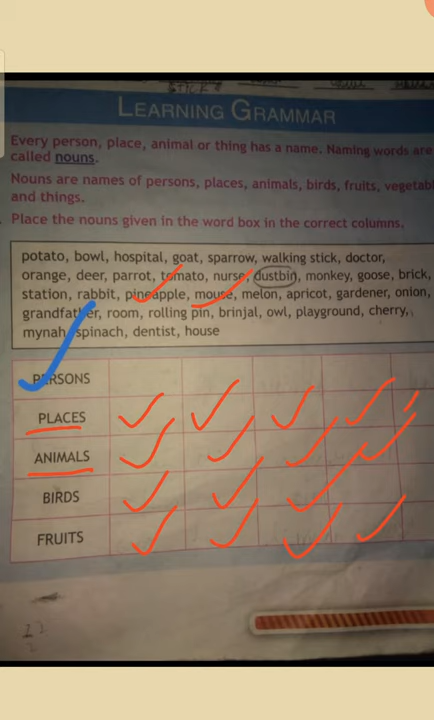 LEARNING GRAMMAR
Every person, place, animal or thing has a name. Naming words are
called nouns.
Nouns are names of persons, places, animals, birds, fruits, vegetab
and things.
Place the nouns given in the word box in the correct columns.
potato, bowl, hospital, goat, sparrow, walking stick, doctor,
orange, deer, parrot, tomato, nurse, dustbin, monkey, goose, brick,
station, rabbit, pineapple, mouse, melon, apricot, gardener, onion,
grandfather, room, rolling pin, brinjal, owl, playground, cherry,
mynah, spinach, dentist, house
PERSONS
PLACES
ANIMALS
BIRDS
FRUITS